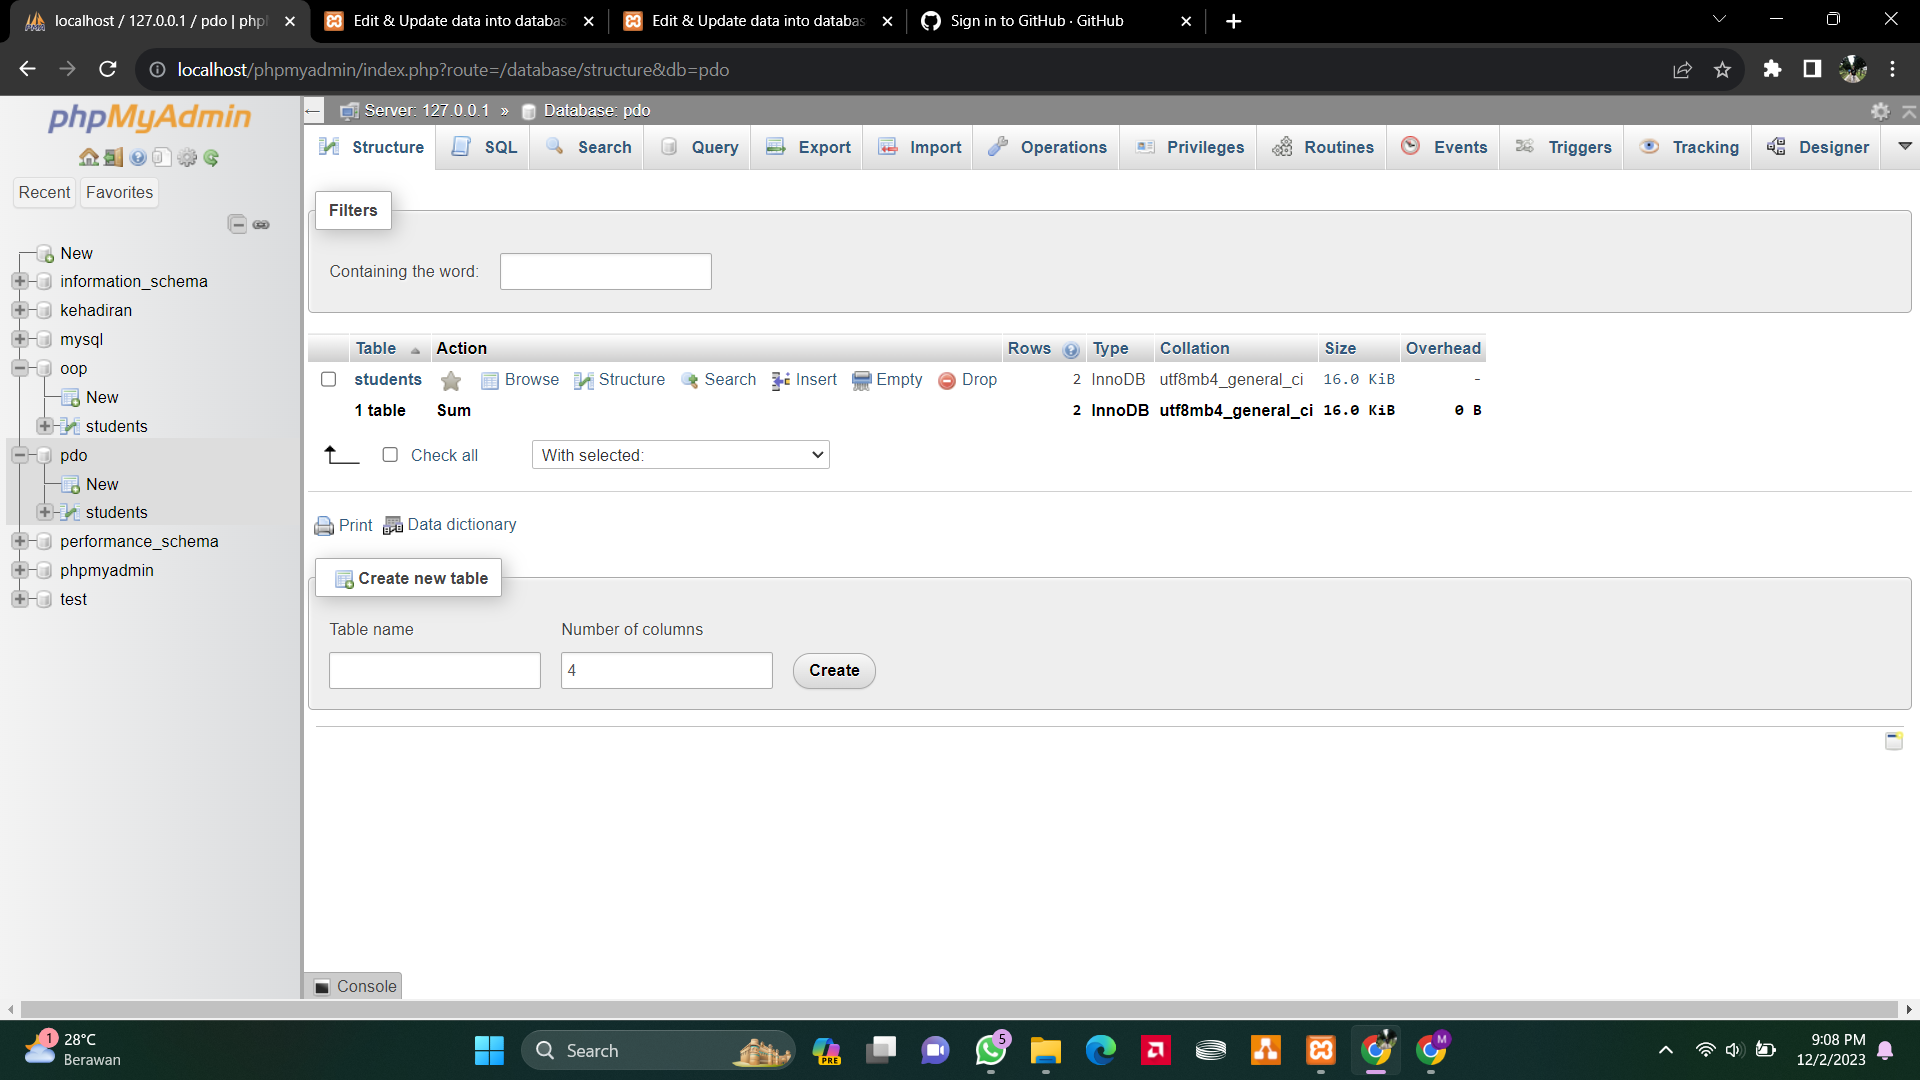 localhost / 127.0.0.1 / pdo | php
Edit & Update data into databas
Edit & Update data into databas
Sign in to GitHub · GitHub
localhost/phpmyadmin/index.php?route=/database/structure&db=pdo
phpMyAdmin
Recent
Favorites
New
information_schema
kehadiran
mysql
oop
New
students
pdo
New
students
performance_schema
phpmyadmin
test
Server: 127.0.0.1 » Database: pdo
Structure
SQL
Search
Query
Export
Import
Operations
Privileges
Routines
Events
Triggers
Tracking
Designer
Filters
Containing the word:
Table Action Rows Type Collation Size Overhead
students Browse Structure Search Insert Empty Drop 2 InnoDB utf8mb4_general_ci 16.0 KiB -
1 table Sum 2 InnoDB utf8mb4_general_ci 16.0 KiB 0 B
Check all
With selected:
Print Data dictionary
Create new table
Table name
Number of columns
4
Create
Console
1
28°C
Berawan
Search
PRE
5
M
9:08 PM
12/2/2023